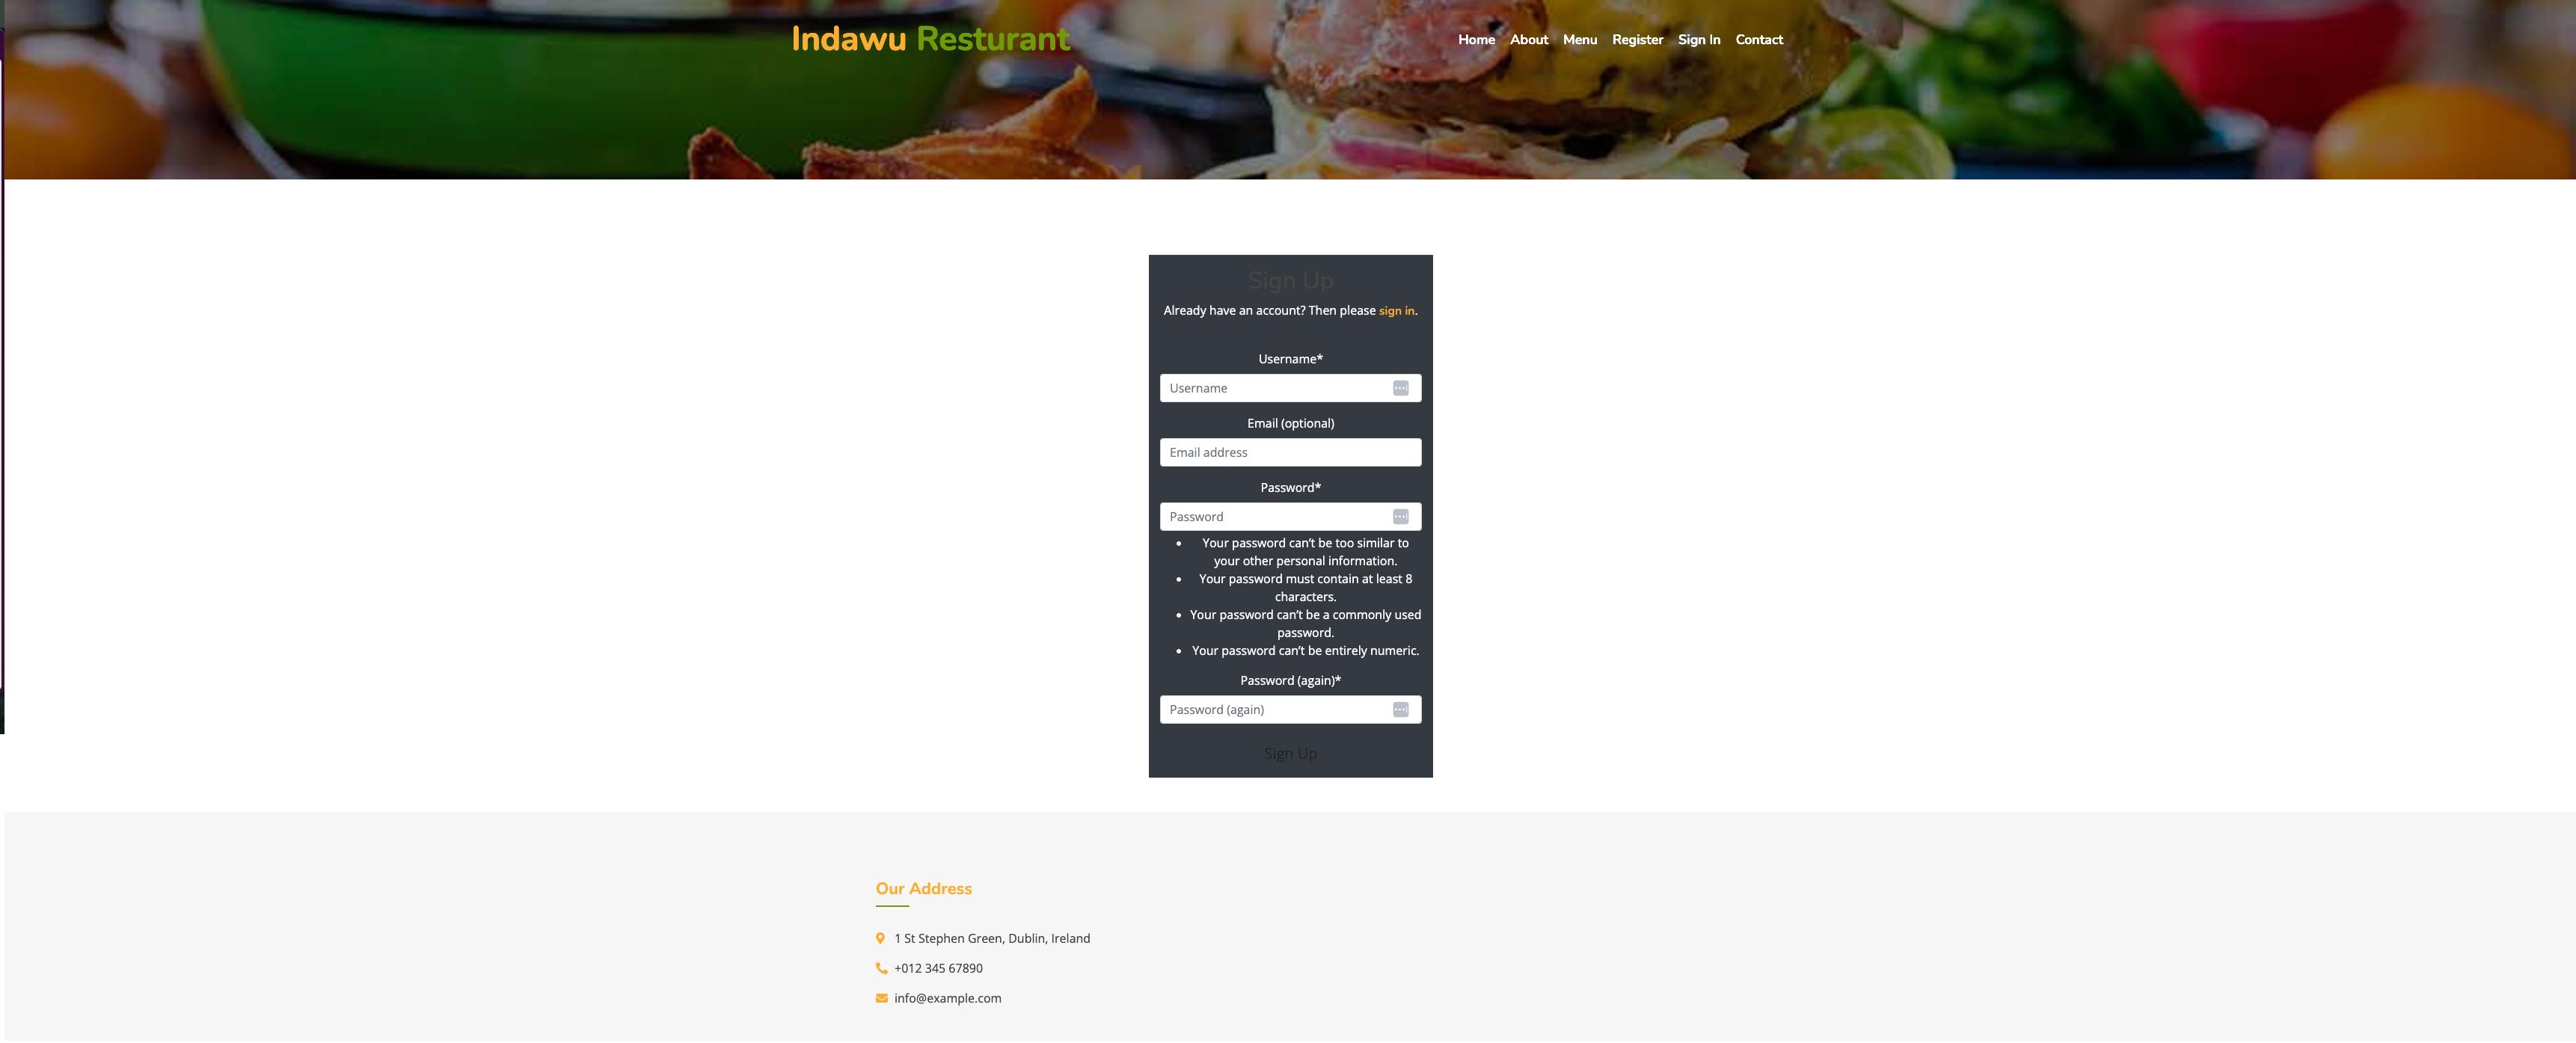 Indawu Resturant
Home About Menu Register Sign In Contact
Sign Up
Already have an account? Then please sign in.
Username*
Username
Email (optional)
Email address
Password*
Password
• Your password can’t be too similar to
your other personal information.
• Your password must contain at least 8
characters.
• Your password can’t be a commonly used
password.
• Your password can’t be entirely numeric.
Password (again)*
Password (again)
Sign Up
Our Address
1 St Stephen Green, Dublin, Ireland
+012 345 67890
info@example.com